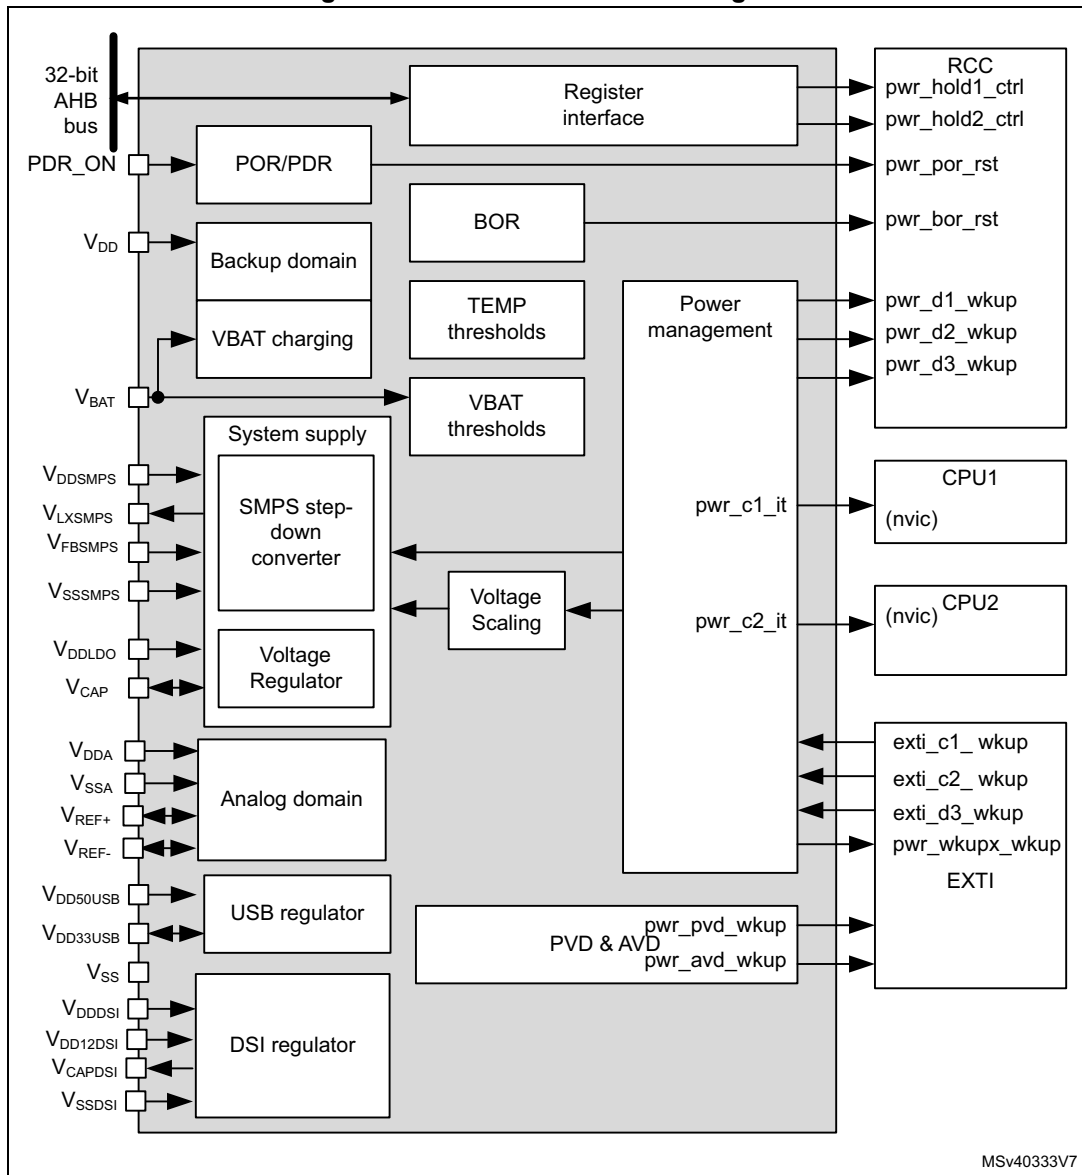 32-bit
AHB
bus
PDR_ON
V_DD
V_BAT
V_DDSMPS
V_LXSMPS
V_FBSMPS
V_SSSMPS
V_DDLDO
V_CAP
V_DDA
V_SSA
V_REF+
V_REF-
V_DD50USB
V_DD33USB
V_SS
V_DDDSI
V_DD12DSI
V_CAPDSI
V_SSDSI
Register
interface
POR/PDR
BOR
Backup domain
VBAT charging
TEMP
thresholds
VBAT
thresholds
System supply
SMPS step-
down
converter
Voltage
Regulator
Voltage
Scaling
Power
management
pwr_c1_it
pwr_c2_it
Analog domain
USB regulator
DSI regulator
PVD & AVD
pwr_pvd_wkup
pwr_avd_wkup
RCC
pwr_hold1_ctrl
pwr_hold2_ctrl
pwr_por_rst
pwr_bor_rst
pwr_d1_wkup
pwr_d2_wkup
pwr_d3_wkup
CPU1
(nvic)
CPU2
(nvic)
exti_c1_ wkup
exti_c2_ wkup
exti_d3_wkup
pwr_wkupx_wkup
EXTI
MSv40333V7